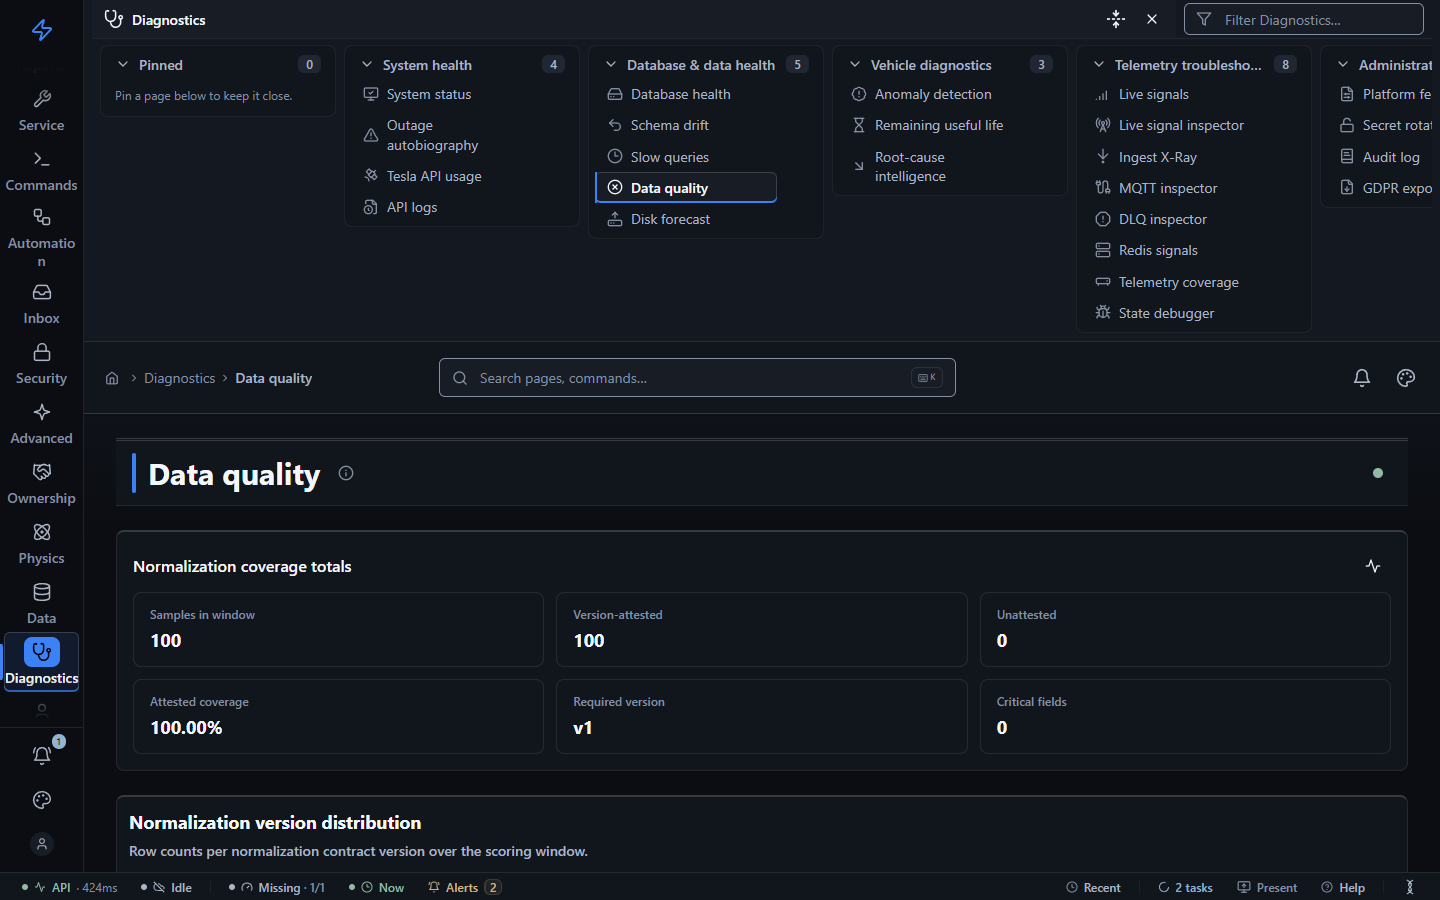 Diagnostics
Filter Diagnostics...
Pinned 0
Pin a page below to keep it close.
System health 4
System status
Outage
autobiography
Tesla API usage
API logs
Database & data health 5
Database health
Schema drift
Slow queries
Data quality
Disk forecast
Vehicle diagnostics 3
Anomaly detection
Remaining useful life
Root-cause
intelligence
Telemetry troublesho... 8
Live signals
Live signal inspector
Ingest X-Ray
MQTT inspector
DLQ inspector
Redis signals
Telemetry coverage
State debugger
Administrat
Platform fe
Secret rotat
Audit log
GDPR expo
Service
Commands
Automatio
n
Inbox
Security
Advanced
Ownership
Physics
Data
Diagnostics
1
Diagnostics > Data quality
Search pages, commands... K
Data quality
Normalization coverage totals
Samples in window
100
Version-attested
100
Unattested
0
Attested coverage
100.00%
Required version
v1
Critical fields
0
Normalization version distribution
Row counts per normalization contract version over the scoring window.
API · 424ms
Idle
Missing · 1/1
Now
Alerts 2
Recent
2 tasks
Present
Help